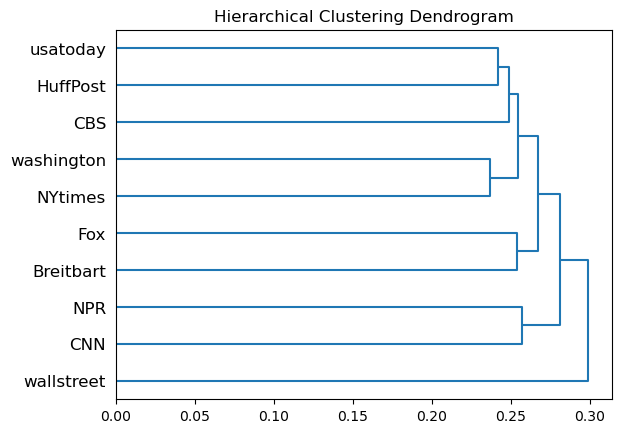 Hierarchical Clustering Dendrogram
usatoday
HuffPost
CBS
washington
NYtimes
Fox
Breitbart
NPR
CNN
wallstreet
0.00 0.05 0.10 0.15 0.20 0.25 0.30